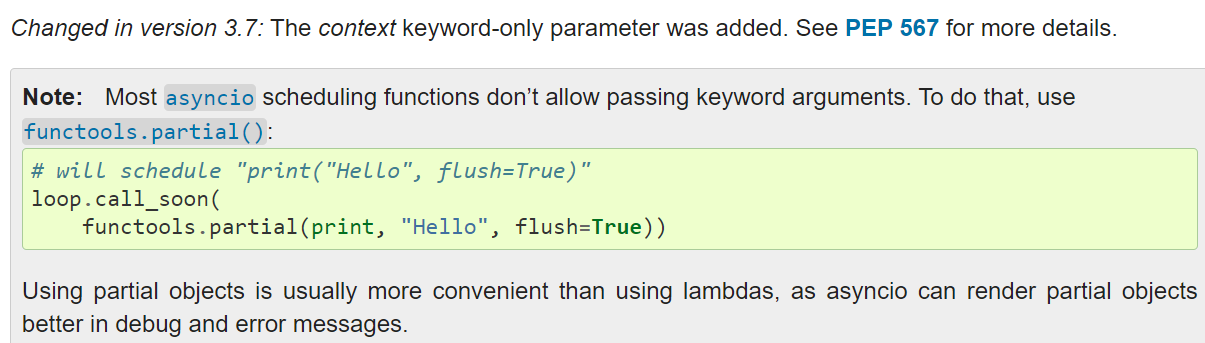 Changed in version 3.7: The context keyword-only parameter was added. See PEP 567 for more details.
Note: Most asyncio scheduling functions don’t allow passing keyword arguments. To do that, use
functools.partial():
# will schedule "print("Hello", flush=True)"
loop.call_soon(
    functools.partial(print, "Hello", flush=True))
Using partial objects is usually more convenient than using lambdas, as asyncio can render partial objects
better in debug and error messages.